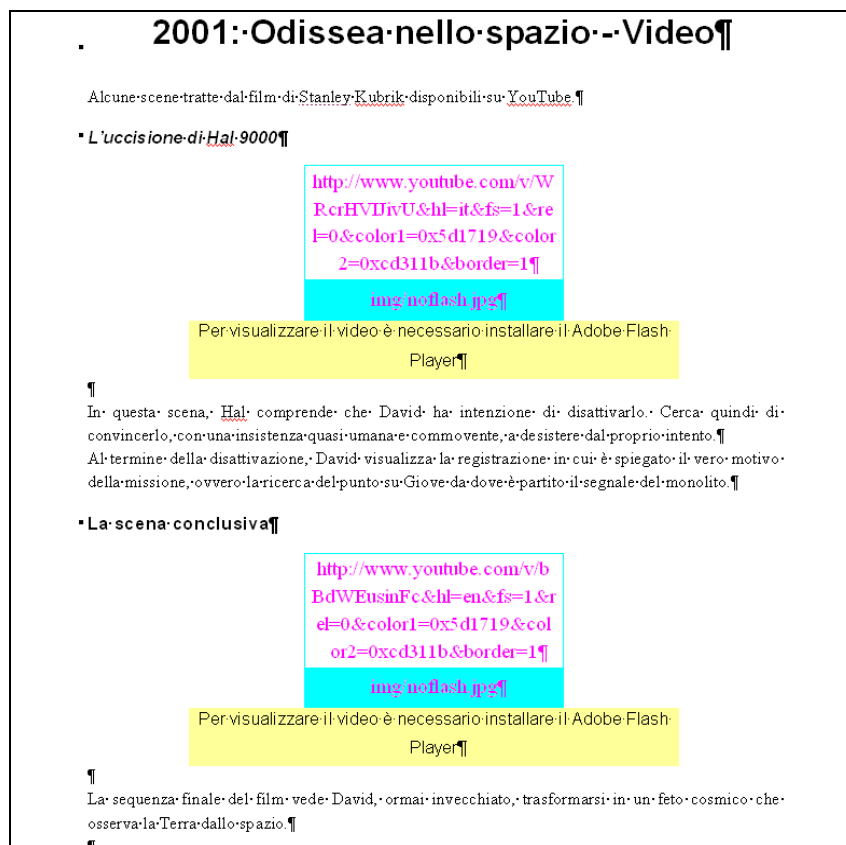 2001: Odissea nello spazio - Video¶
Alcune scene tratte dal film di Stanley Kubrik disponibili su YouTube.¶
L'uccisione di Hal 9000¶
http://www.youtube.com/v/W
RcrHVIJivU&hl=it&fs=1&re
l=0&color1=0x5d1719&color
2=0xcd311b&border=1¶
img/noflash.jpg¶
Per visualizzare il video è necessario installare il Adobe Flash
Player¶
¶
In questa scena, Hal comprende che David ha intenzione di disattivarlo. Cerca quindi di
convincerlo, con una insistenza quasi umana e commovente, a desistere dal proprio intento.¶
Al termine della disattivazione, David visualizza la registrazione in cui è spiegato il vero motivo
della missione, ovvero la ricerca del punto su Giove da dove è partito il segnale del monolito.¶
La scena conclusiva¶
http://www.youtube.com/v/b
BdWEusinFc&hl=en&fs=1&r
el=0&color1=0x5d1719&col
or2=0xcd311b&border=1¶
img/noflash.jpg¶
Per visualizzare il video è necessario installare il Adobe Flash
Player¶
¶
La sequenza finale del film vede David, ormai invecchiato, trasformarsi in un feto cosmico che
osserva la Terra dallo spazio.¶
¶